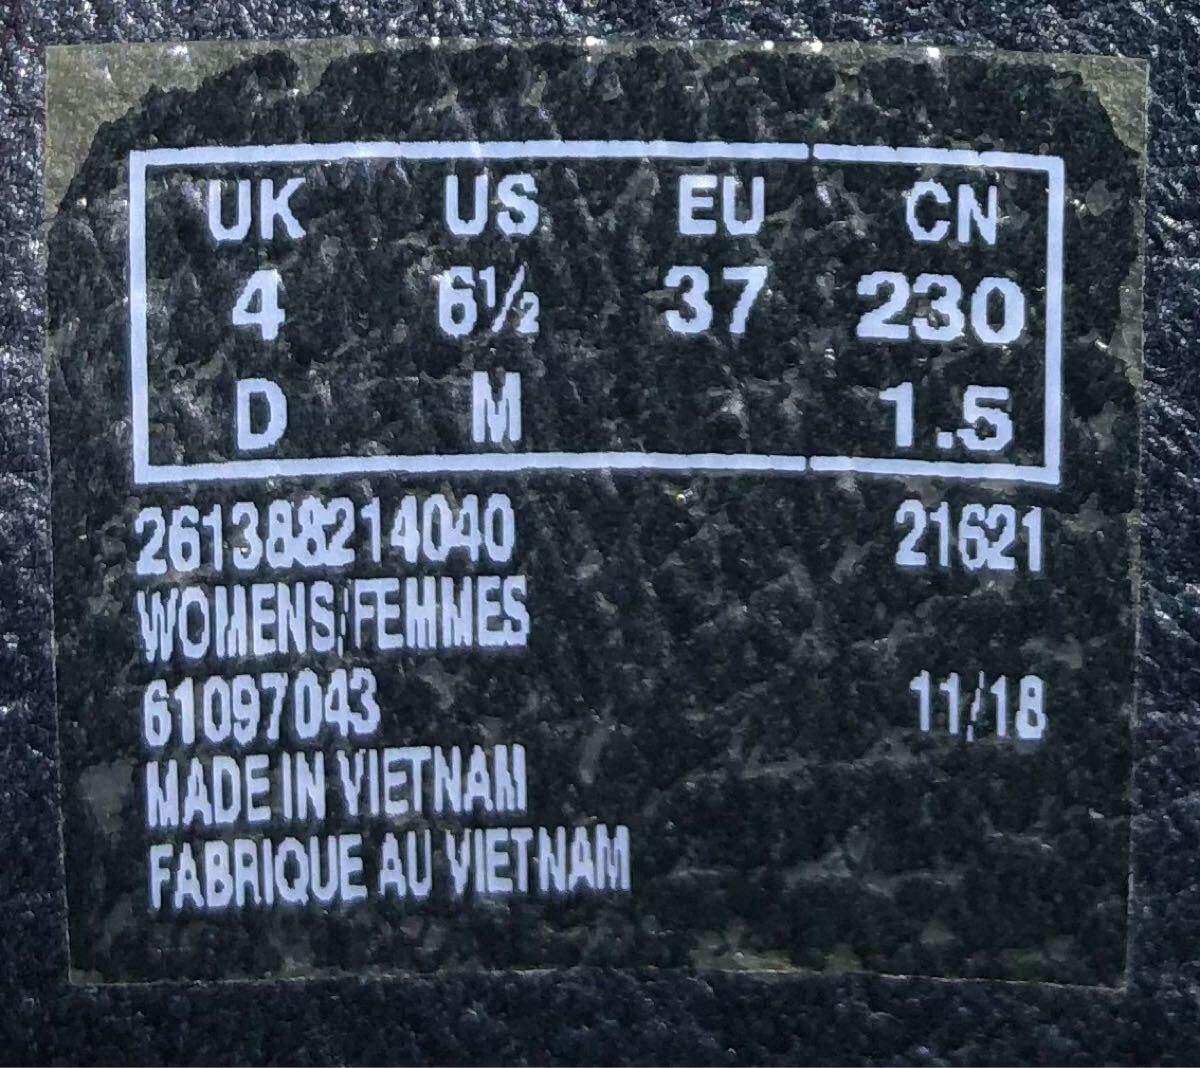 UK US EU CN
4 6½ 37 230
D M 1.5
261388214040 21621
WOMENS/FEMMES
61097043 11/18
MADE IN VIETNAM
FABRIQUE AU VIETNAM